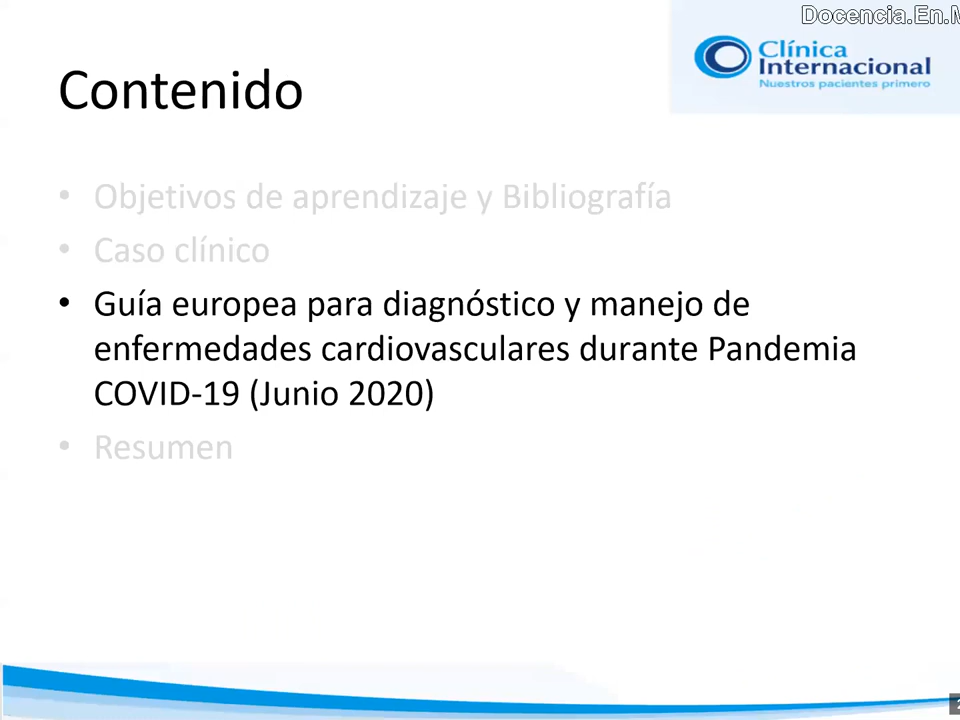 Docencia.En.
Clínica
Internacional
Nuestros pacientes primero
Contenido
• Objetivos de aprendizaje y Bibliografía
• Caso clínico
• Guía europea para diagnóstico y manejo de
enfermedades cardiovasculares durante Pandemia
COVID-19 (Junio 2020)
• Resumen